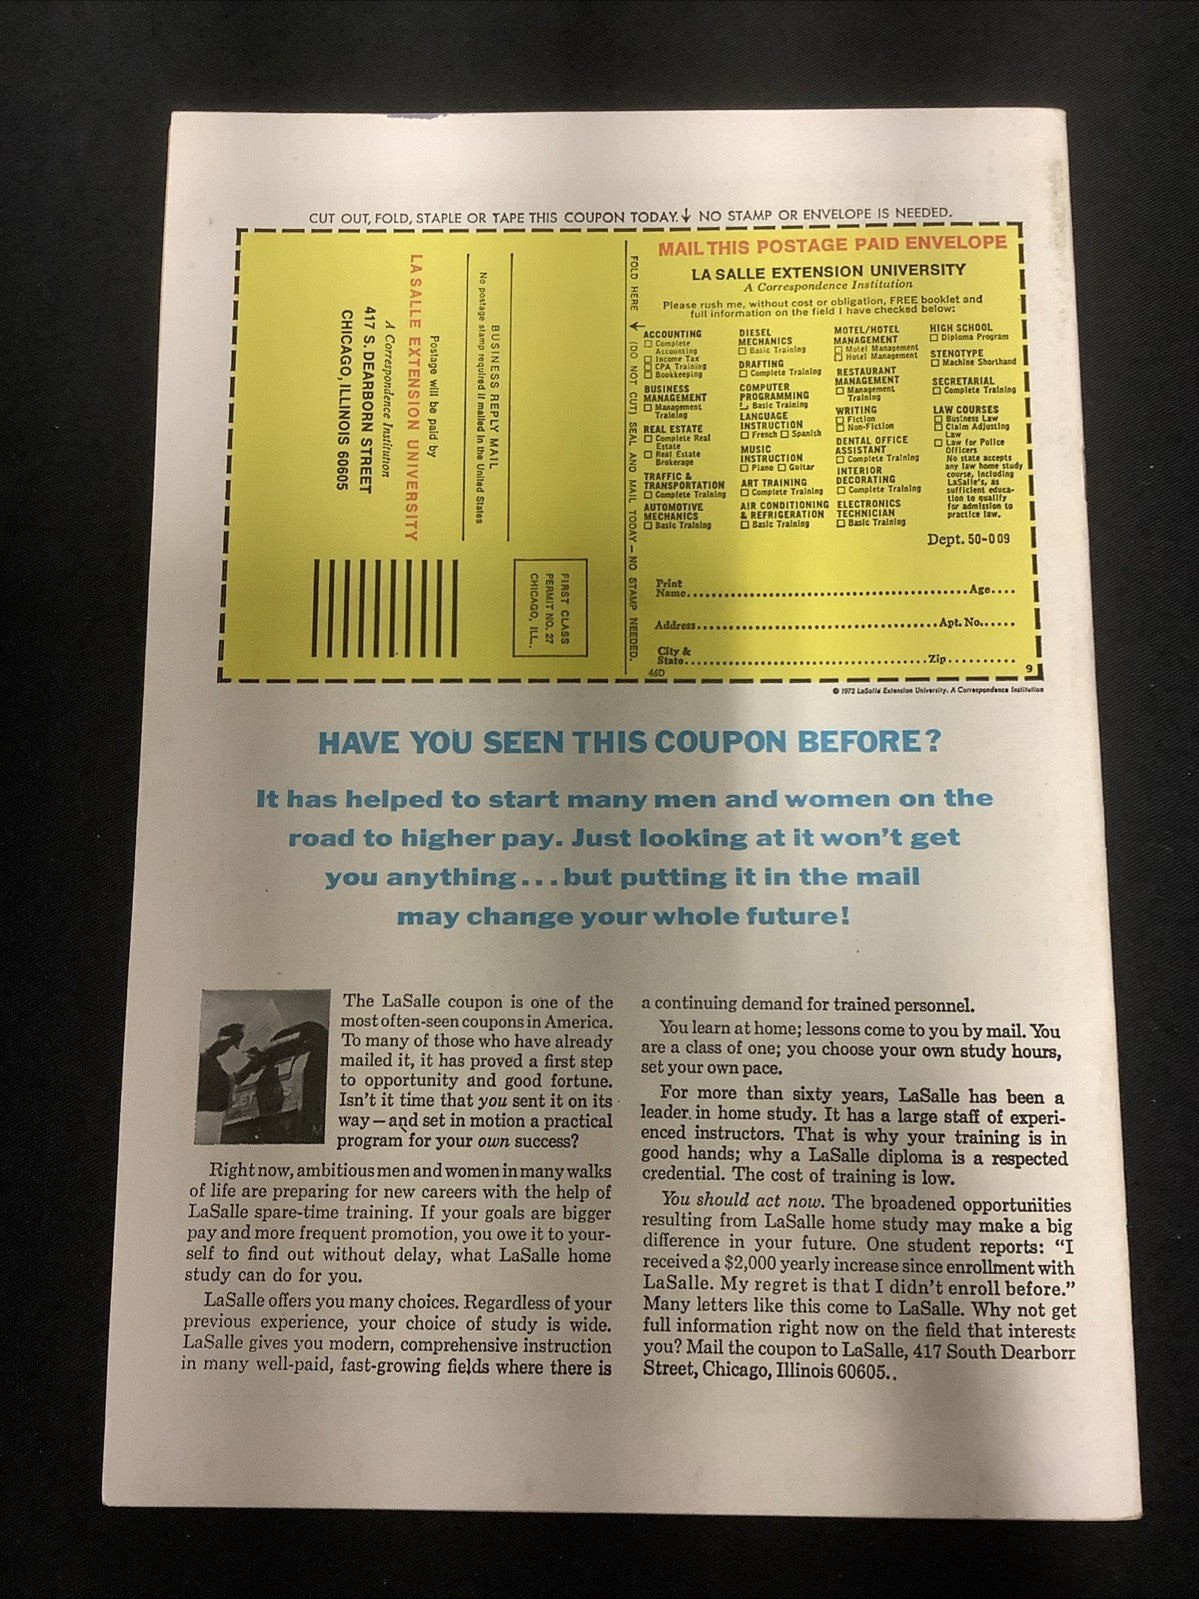 CUT OUT, FOLD, STAPLE OR TAPE THIS COUPON TODAY. ↓ NO STAMP OR ENVELOPE IS NEEDED.
BUSINESS REPLY MAIL
No postage stamp required if mailed in the United States
Postage will be paid by
LA SALLE EXTENSION UNIVERSITY
A Correspondence Institution
417 S. DEARBORN STREET
CHICAGO, ILLINOIS 60605
FIRST CLASS
PERMIT NO. 27
CHICAGO, ILL.
FOLD HERE ↓ (DO NOT CUT) SEAL AND MAIL TODAY — NO STAMP NEEDED.
MAIL THIS POSTAGE PAID ENVELOPE
LA SALLE EXTENSION UNIVERSITY
A Correspondence Institution
Please rush me, without cost or obligation, FREE booklet and
full information on the field I have checked below:
ACCOUNTING
☐ Complete
Accounting
☐ Income Tax
☐ CPA Training
☐ Bookkeeping
BUSINESS
MANAGEMENT
☐ Management
Training
REAL ESTATE
☐ Complete Real
Estate
☐ Real Estate
Brokerage
TRAFFIC &
TRANSPORTATION
☐ Complete Training
AUTOMOTIVE
MECHANICS
☐ Basic Training
DIESEL
MECHANICS
☐ Basic Training
DRAFTING
☐ Complete Training
COMPUTER
PROGRAMMING
☐ Basic Training
LANGUAGE
INSTRUCTION
☐ French ☐ Spanish
MUSIC
INSTRUCTION
☐ Piano ☐ Guitar
ART TRAINING
☐ Complete Training
AIR CONDITIONING
& REFRIGERATION
☐ Basic Training
MOTEL/HOTEL
MANAGEMENT
☐ Motel Management
☐ Hotel Management
RESTAURANT
MANAGEMENT
☐ Management
Training
WRITING
☐ Fiction
☐ Non-Fiction
DENTAL OFFICE
ASSISTANT
☐ Complete Training
INTERIOR
DECORATING
☐ Complete Training
ELECTRONICS
TECHNICIAN
☐ Basic Training
HIGH SCHOOL
☐ Diploma Program
STENOTYPE
☐ Machine Shorthand
SECRETARIAL
☐ Complete Training
LAW COURSES
☐ Business Law
☐ Claim Adjusting
Law
☐ Law for Police
Officers
No state accepts
any law home study
course, including
LaSalle's, as
sufficient educa-
tion to qualify
for admission to
practice law.
Dept. 50-009
Print
Name..........Age....
Address..........Apt. No......
City &
State..........Zip..........
46D
9
© 1972 LaSalle Extension University. A Correspondence Institution
HAVE YOU SEEN THIS COUPON BEFORE?
It has helped to start many men and women on the
road to higher pay. Just looking at it won't get
you anything...but putting it in the mail
may change your whole future!
The LaSalle coupon is one of the
most often-seen coupons in America.
To many of those who have already
mailed it, it has proved a first step
to opportunity and good fortune.
Isn't it time that you sent it on its
way—and set in motion a practical
program for your own success?
Right now, ambitious men and women in many walks
of life are preparing for new careers with the help of
LaSalle spare-time training. If your goals are bigger
pay and more frequent promotion, you owe it to your-
self to find out without delay, what LaSalle home
study can do for you.
LaSalle offers you many choices. Regardless of your
previous experience, your choice of study is wide.
LaSalle gives you modern, comprehensive instruction
in many well-paid, fast-growing fields where there is
a continuing demand for trained personnel.
You learn at home; lessons come to you by mail. You
are a class of one; you choose your own study hours,
set your own pace.
For more than sixty years, LaSalle has been a
leader in home study. It has a large staff of experi-
enced instructors. That is why your training is in
good hands; why a LaSalle diploma is a respected
credential. The cost of training is low.
You should act now. The broadened opportunities
resulting from LaSalle home study may make a big
difference in your future. One student reports: "I
received a $2,000 yearly increase since enrollment with
LaSalle. My regret is that I didn't enroll before."
Many letters like this come to LaSalle. Why not get
full information right now on the field that interests
you? Mail the coupon to LaSalle, 417 South Dearborn
Street, Chicago, Illinois 60605..